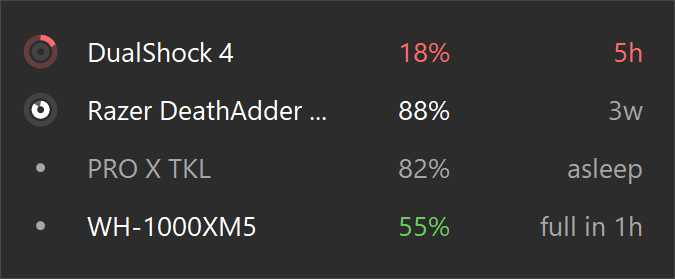 DualShock 4 18% 5h
Razer DeathAdder ... 88% 3w
PRO X TKL 82% asleep
WH-1000XM5 55% full in 1h